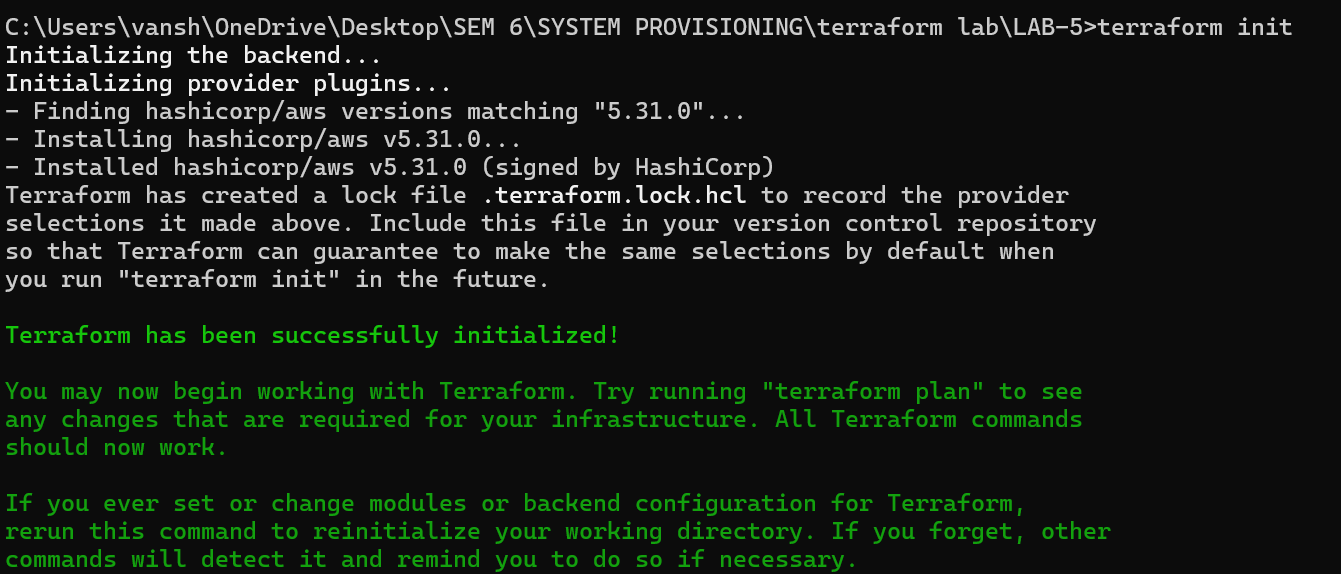 C:\Users\vansh\OneDrive\Desktop\SEM 6\SYSTEM PROVISIONING\terraform lab\LAB-5>terraform init
Initializing the backend...
Initializing provider plugins...
- Finding hashicorp/aws versions matching "5.31.0"...
- Installing hashicorp/aws v5.31.0...
- Installed hashicorp/aws v5.31.0 (signed by HashiCorp)
Terraform has created a lock file .terraform.lock.hcl to record the provider
selections it made above. Include this file in your version control repository
so that Terraform can guarantee to make the same selections by default when
you run "terraform init" in the future.
Terraform has been successfully initialized!
You may now begin working with Terraform. Try running "terraform plan" to see
any changes that are required for your infrastructure. All Terraform commands
should now work.
If you ever set or change modules or backend configuration for Terraform,
rerun this command to reinitialize your working directory. If you forget, other
commands will detect it and remind you to do so if necessary.